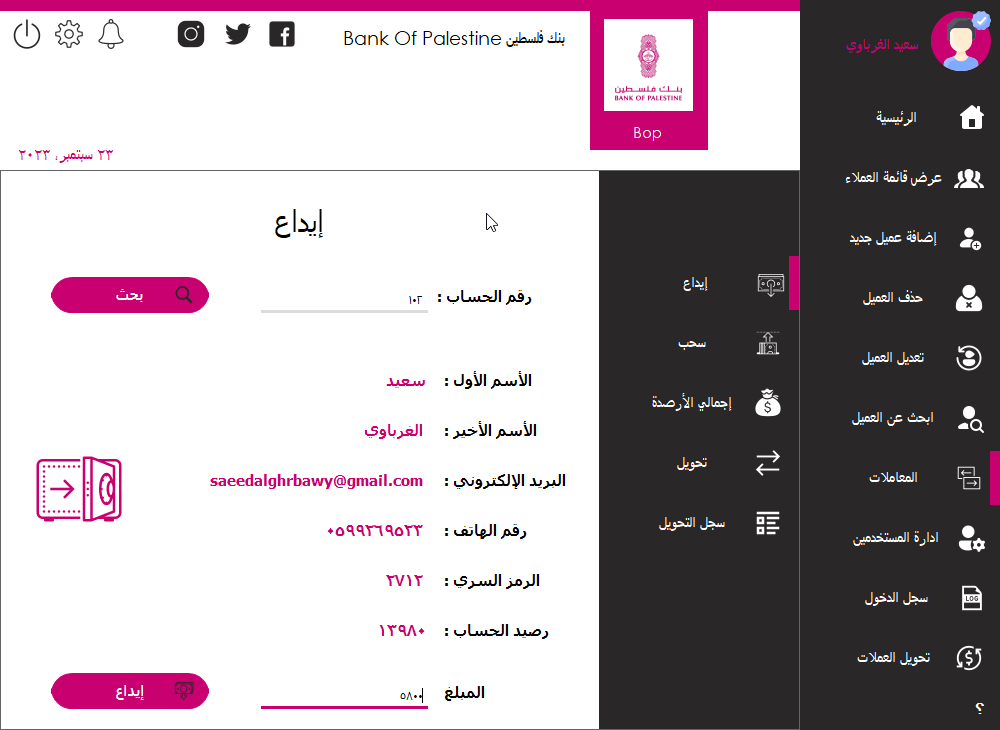 سعيد الغرباوي
Bank Of Palestine بنك فلسطين
بنك فلسطين
BANK OF PALESTINE
Bop
٢٣ سبتمبر، ٢٠٢٣
الرئيسية
عرض قائمة العملاء
إضافة عميل جديد
حذف العميل
تعديل العميل
ابحث عن العميل
المعاملات
ادارة المستخدمين
LOG
سجل الدخول
تحويل العملات
؟
إيداع
سحب
إجمالي الأرصدة
تحويل
سجل التحويل
إيداع
رقم الحساب : ١٠٢ بحث
الأسم الأول : سعيد
الأسم الأخير : الغرباوي
البريد الإلكتروني : saeedalghrbawy@gmail.com
رقم الهاتف : ٠٥٩٩٢٦٩٥٢٣
الرمز السري : ٢٧١٢
رصيد الحساب : ١٣٩٨٠
المبلغ ٥٨٠٠ إيداع